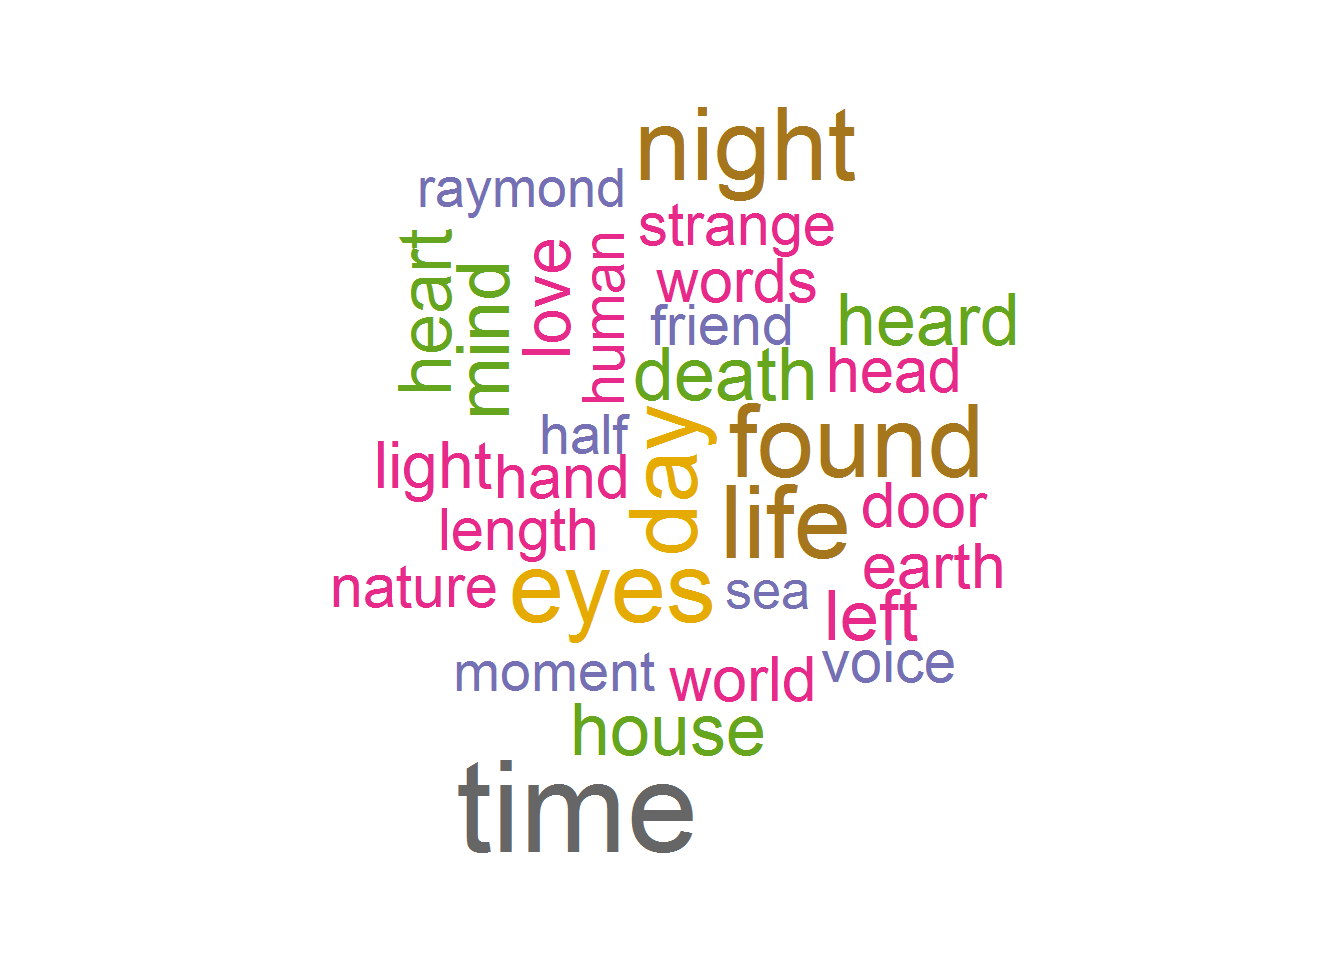 night
raymond
strange
heart
mind
love
human
words
friend
heard
death
head
half
day
found
light
hand
life
door
length
earth
nature
eyes
sea
left
moment
world
voice
house
time